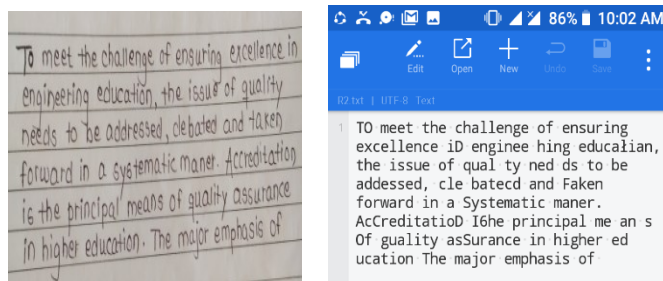 To meet the challenge of ensuring excellence in
engineering education, the issue of quality
needs to be addressed, debated and taken
forward in a systematic maner. Accreditation
is the principal means of quality assurance
in higher education. The major emphasis of
86% 10:02 AM
Edit Open New Undo Save
R2.txt | UTF-8 Text
1 TO meet the challenge of ensuring
excellence iD enginee hing educałian,
the issue of qual ty ned ds to be
addessed, cle batecd and Faken
forward in a Systematic maner.
AcCreditatioD I6he principal me an s
Of guality asSurance in higher ed
ucation The major emphasis of